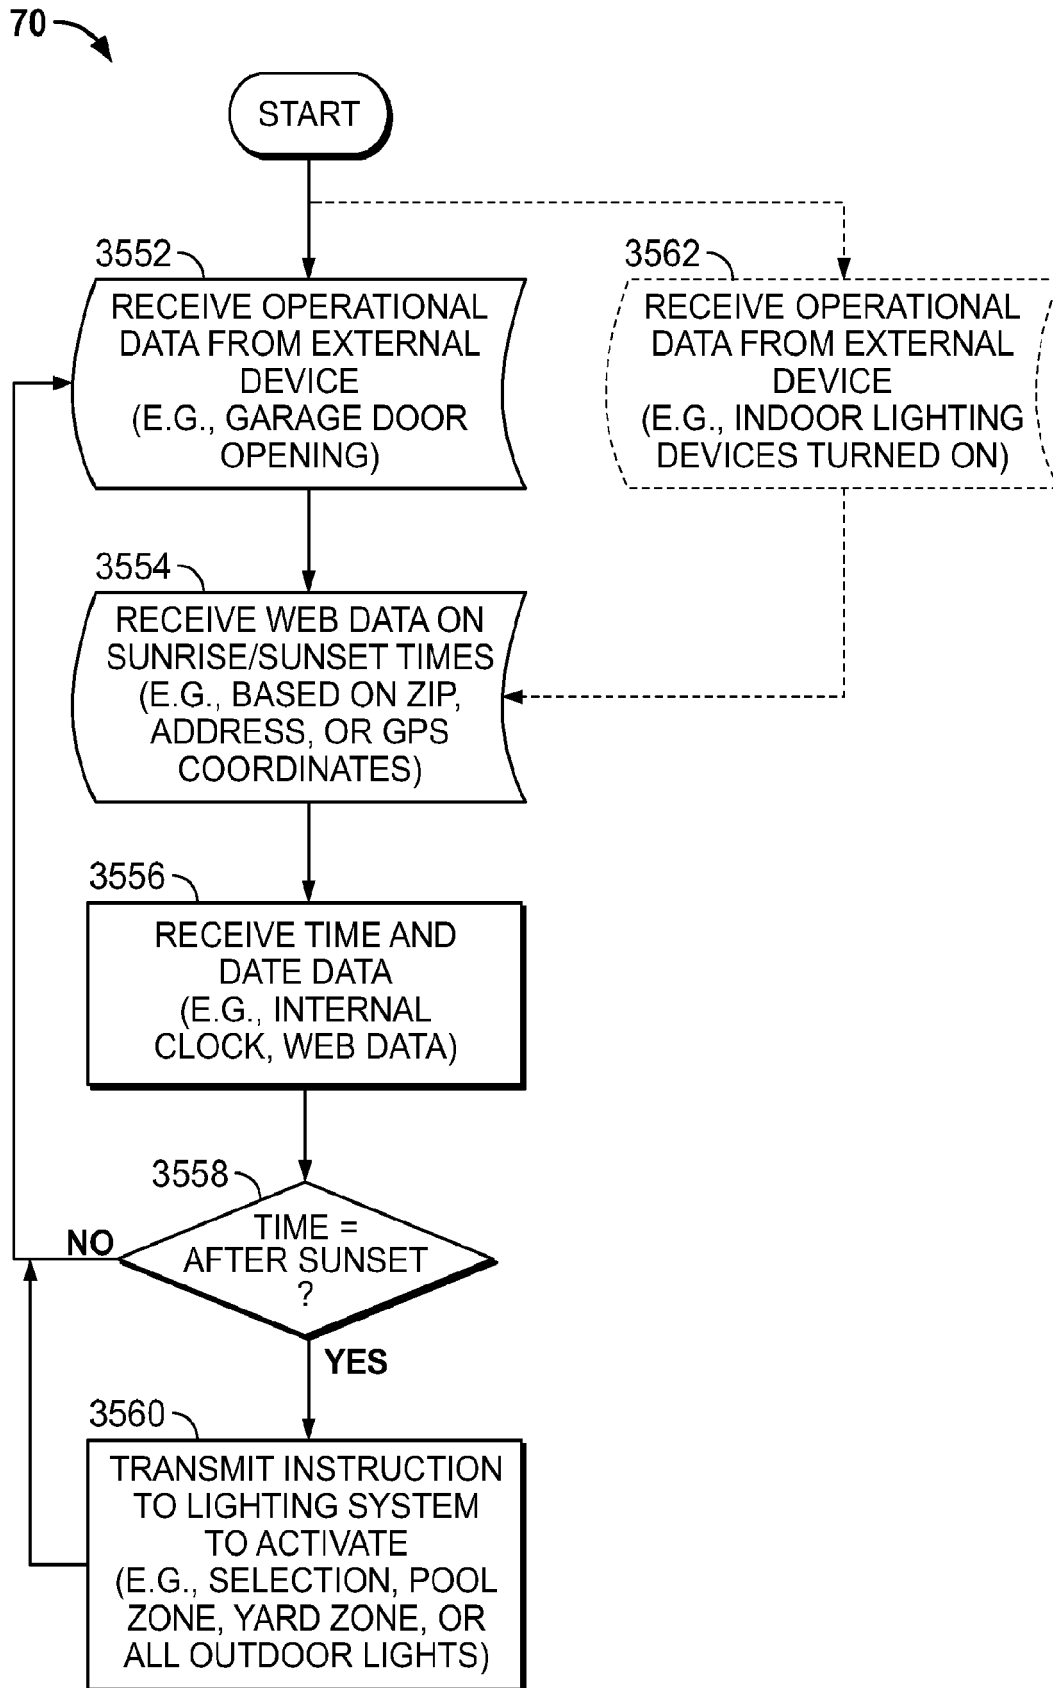 70
START
3552
RECEIVE OPERATIONAL
DATA FROM EXTERNAL
DEVICE
(E.G., GARAGE DOOR
OPENING)
3562
RECEIVE OPERATIONAL
DATA FROM EXTERNAL
DEVICE
(E.G., INDOOR LIGHTING
DEVICES TURNED ON)
3554
RECEIVE WEB DATA ON
SUNRISE/SUNSET TIMES
(E.G., BASED ON ZIP,
ADDRESS, OR GPS
COORDINATES)
3556
RECEIVE TIME AND
DATE DATA
(E.G., INTERNAL
CLOCK, WEB DATA)
3558
TIME =
AFTER SUNSET
?
NO
YES
3560
TRANSMIT INSTRUCTION
TO LIGHTING SYSTEM
TO ACTIVATE
(E.G., SELECTION, POOL
ZONE, YARD ZONE, OR
ALL OUTDOOR LIGHTS)